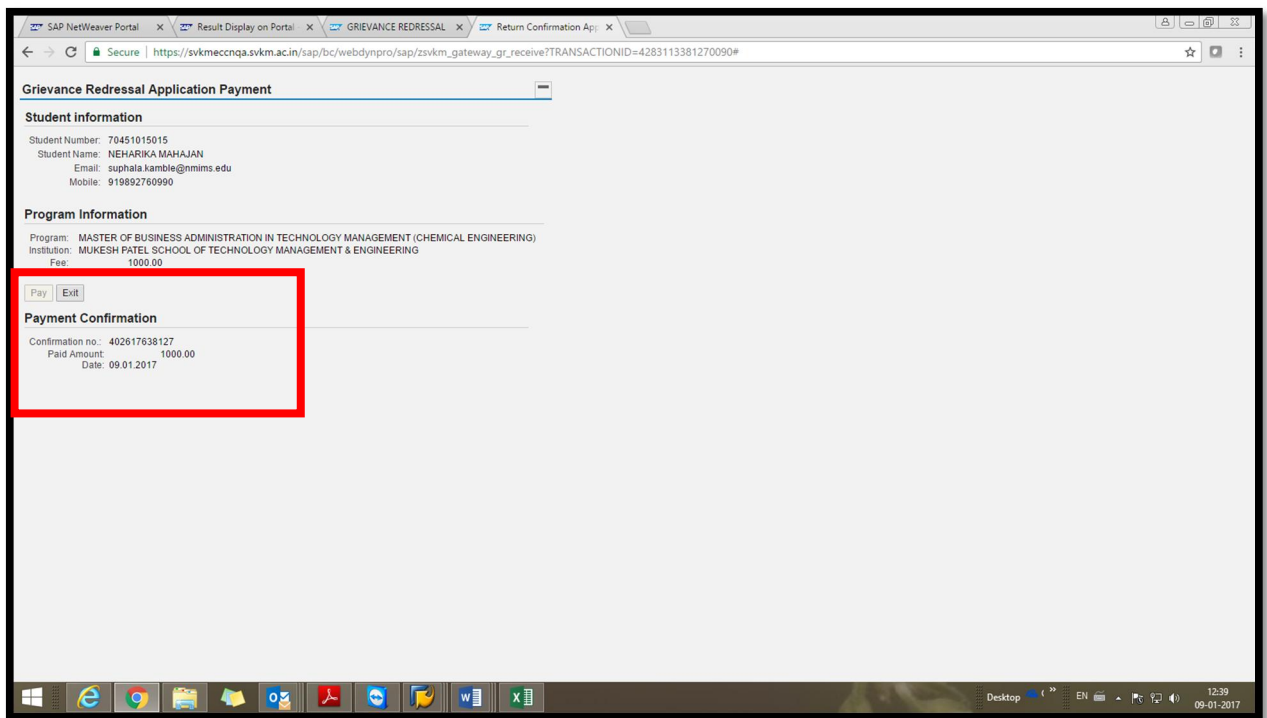 SAP NetWeaver Portal
Result Display on Portal
GRIEVANCE REDRESSAL
Return Confirmation App
Secure | https://svkmeccnqa.svkm.ac.in/sap/bc/webdynpro/sap/zsvkm_gateway_gr_receive?TRANSACTIONID=4283113381270090#
Grievance Redressal Application Payment
Student information
Student Number: 70451015015
Student Name: NEHARIKA MAHAJAN
Email: suphala.kamble@nmims.edu
Mobile: 919892760990
Program Information
Program: MASTER OF BUSINESS ADMINISTRATION IN TECHNOLOGY MANAGEMENT (CHEMICAL ENGINEERING)
Institution: MUKESH PATEL SCHOOL OF TECHNOLOGY MANAGEMENT & ENGINEERING
Fee: 1000.00
Pay Exit
Payment Confirmation
Confirmation no.: 402617638127
Paid Amount: 1000.00
Date: 09.01.2017
Desktop EN 12:39
09-01-2017